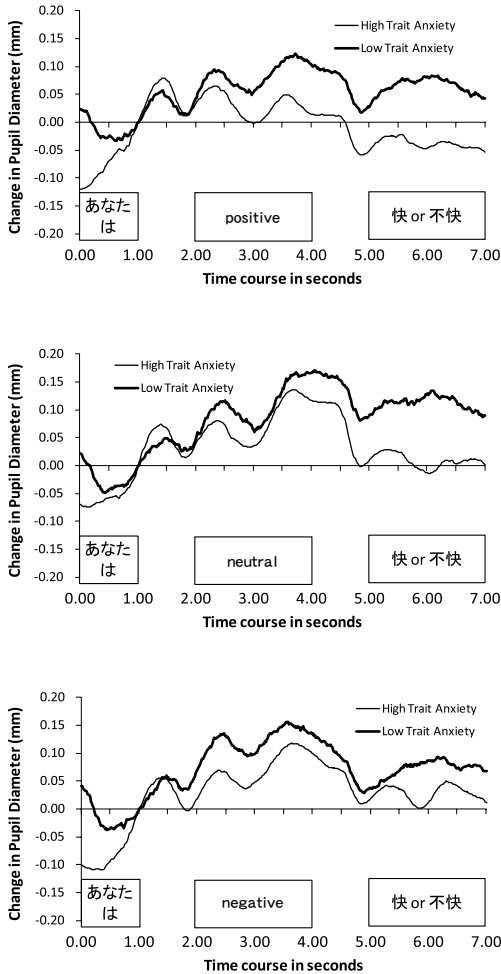 0.20
0.15
0.10
0.05
0.00
-0.05
-0.10
-0.15
-0.20
Change in Pupil Diameter (mm)
High Trait Anxiety
Low Trait Anxiety
あなた
は
positive
快 or 不快
0.00 1.00 2.00 3.00 4.00 5.00 6.00 7.00
Time course in seconds
0.20
0.15
0.10
0.05
0.00
-0.05
-0.10
-0.15
-0.20
Change in Pupil Diameter (mm)
High Trait Anxiety
Low Trait Anxiety
あなた
は
neutral
快 or 不快
0.00 1.00 2.00 3.00 4.00 5.00 6.00 7.00
Time course in seconds
0.20
0.15
0.10
0.05
0.00
-0.05
-0.10
-0.15
-0.20
Change in Pupil Diameter (mm)
High Trait Anxiety
Low Trait Anxiety
あなた
は
negative
快 or 不快
0.00 1.00 2.00 3.00 4.00 5.00 6.00 7.00
Time course in seconds